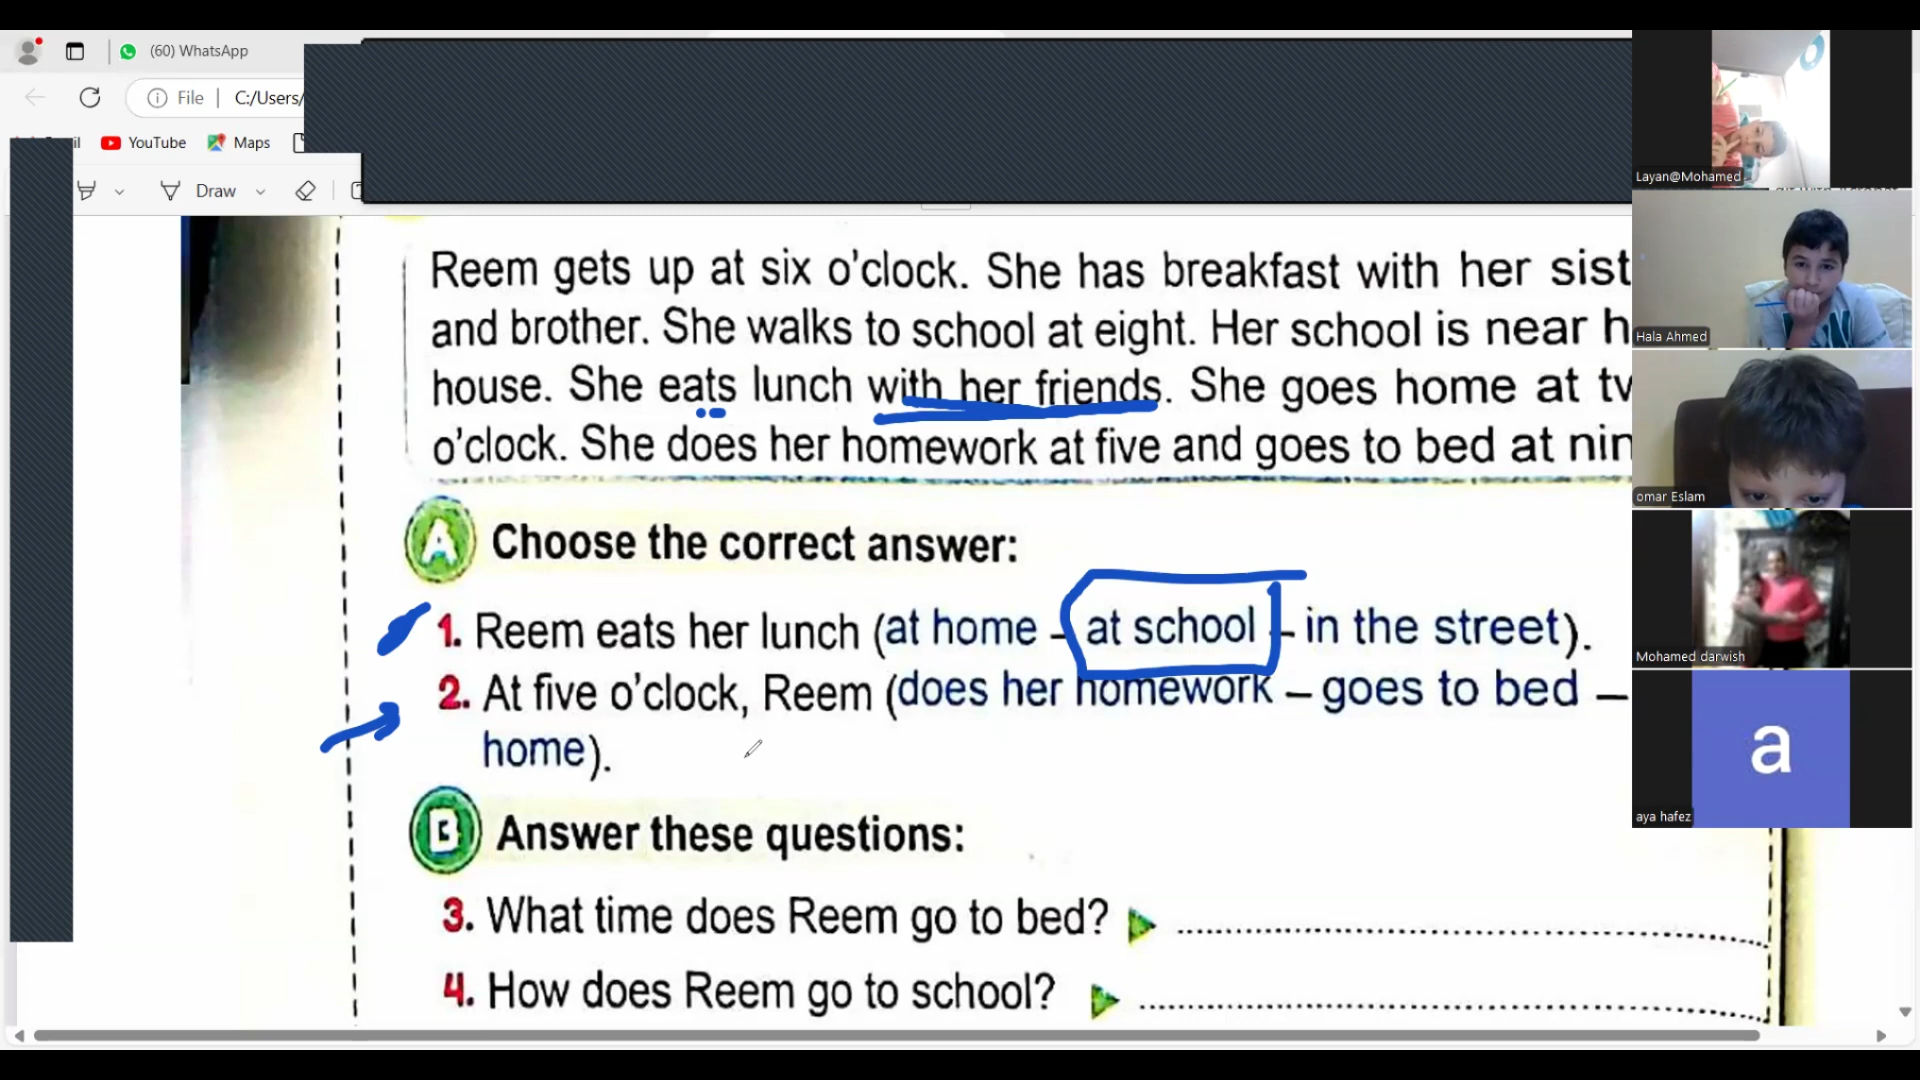 (60) WhatsApp
File | C:/Users/
YouTube Maps
Draw
Reem gets up at six o'clock. She has breakfast with her
and brother. She walks to school at eight. Her school is near
house. She eats lunch with her friends. She goes home at
o'clock. She does her homework at five and goes to bed at
A Choose the correct answer:
1. Reem eats her lunch (at home – at school – in the street).
2. At five o'clock, Reem (does her homework – goes to bed –
home).
B Answer these questions:
3. What time does Reem go to bed?
4. How does Reem go to school?
Layan@Mohamed
Hala Ahmed
omar Eslam
Mohamed darwish
a
aya hafez